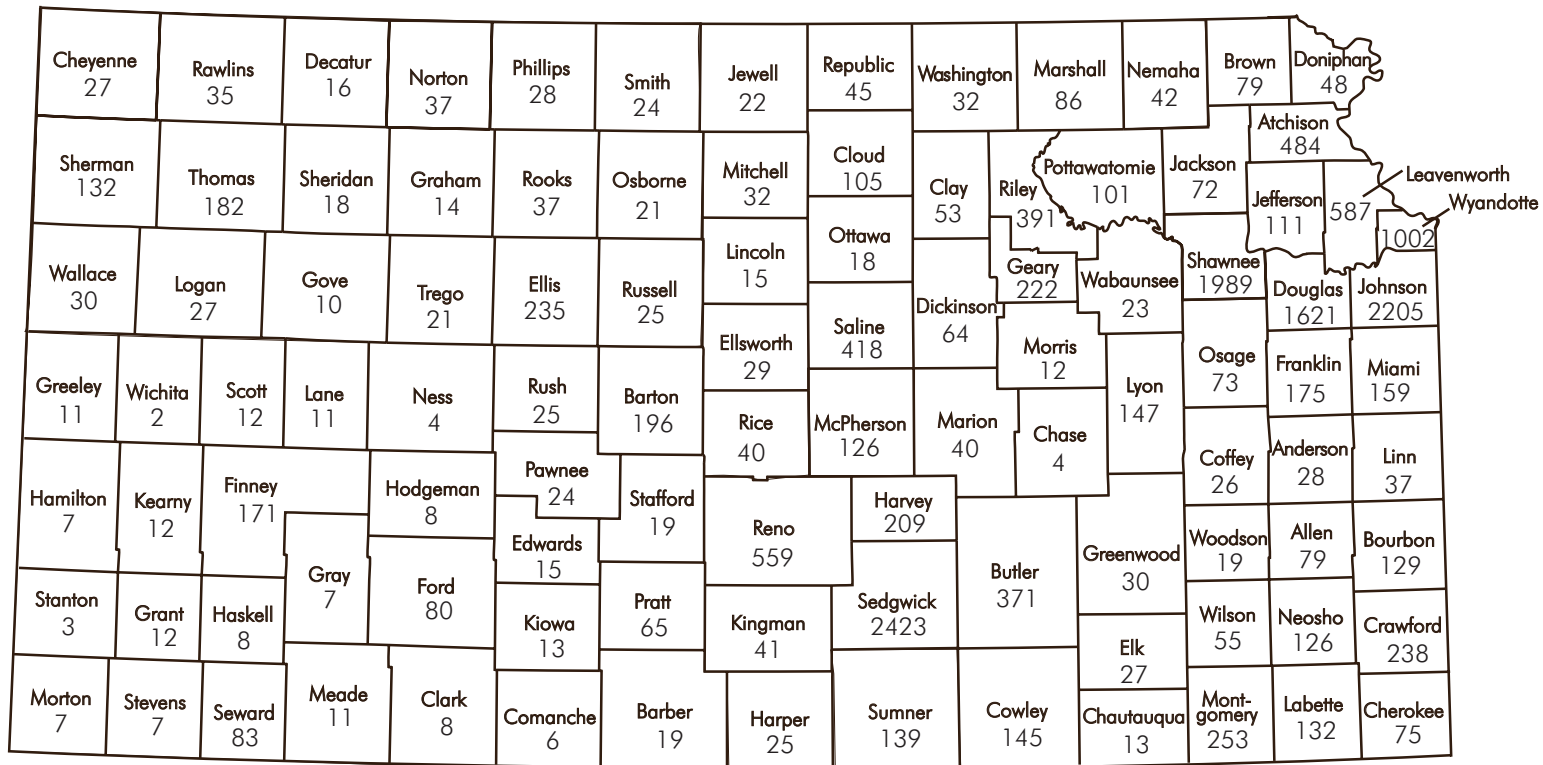 Cheyenne
27
Rawlins
35
Decatur
16
Norton
37
Phillips
28
Smith
24
Jewell
22
Republic
45
Washington
32
Marshall
86
Nemaha
42
Brown
79
Doniphan
48
Sherman
132
Thomas
182
Sheridan
18
Graham
14
Rooks
37
Osborne
21
Mitchell
32
Cloud
105
Clay
53
Riley
391
Pottawatomie
101
Jackson
72
Atchison
484
Jefferson
111
Leavenworth
587
Wyandotte
1002
Wallace
30
Logan
27
Gove
10
Trego
21
Ellis
235
Russell
25
Lincoln
15
Ottawa
18
Saline
418
Dickinson
64
Geary
222
Wabaunsee
23
Shawnee
1989
Douglas
1621
Johnson
2205
Greeley
11
Wichita
2
Scott
12
Lane
11
Ness
4
Rush
25
Barton
196
Ellsworth
29
Rice
40
McPherson
126
Marion
40
Morris
12
Chase
4
Lyon
147
Osage
73
Franklin
175
Miami
159
Coffey
26
Anderson
28
Linn
37
Hamilton
7
Kearny
12
Finney
171
Hodgeman
8
Pawnee
24
Stafford
19
Edwards
15
Gray
7
Ford
80
Reno
559
Harvey
209
Sedgwick
2423
Butler
371
Greenwood
30
Woodson
19
Allen
79
Bourbon
129
Stanton
3
Grant
12
Haskell
8
Kiowa
13
Pratt
65
Kingman
41
Elk
27
Wilson
55
Neosho
126
Crawford
238
Morton
7
Stevens
7
Seward
83
Meade
11
Clark
8
Comanche
6
Barber
19
Harper
25
Sumner
139
Cowley
145
Chautauqua
13
Mont-
gomery
253
Labette
132
Cherokee
75